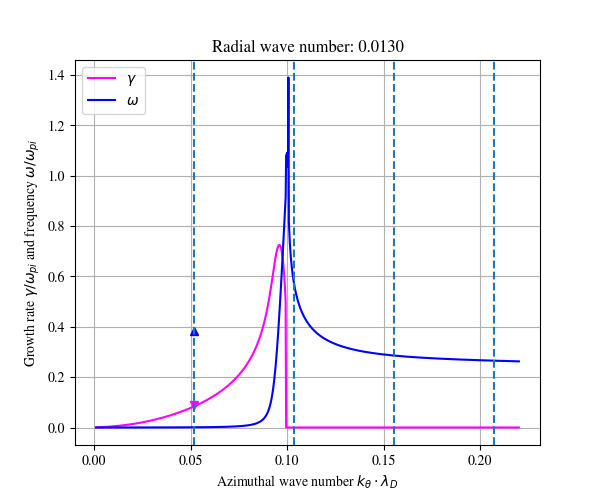 Radial wave number: 0.0130
γ
ω
Growth rate γ/ω_pi and frequency ω/ω_pi
1.4
1.2
1.0
0.8
0.6
0.4
0.2
0.0
0.00 0.05 0.10 0.15 0.20
Azimuthal wave number k_θ · λ_D